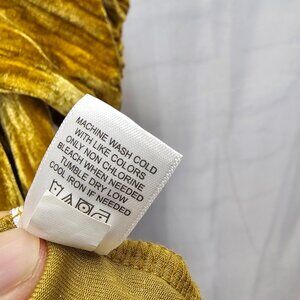 MACHINE WASH COLD
WITH LIKE COLORS
ONLY NON CHLORINE
BLEACH WHEN NEEDED
TUMBLE DRY LOW
COOL IRON IF NEEDED